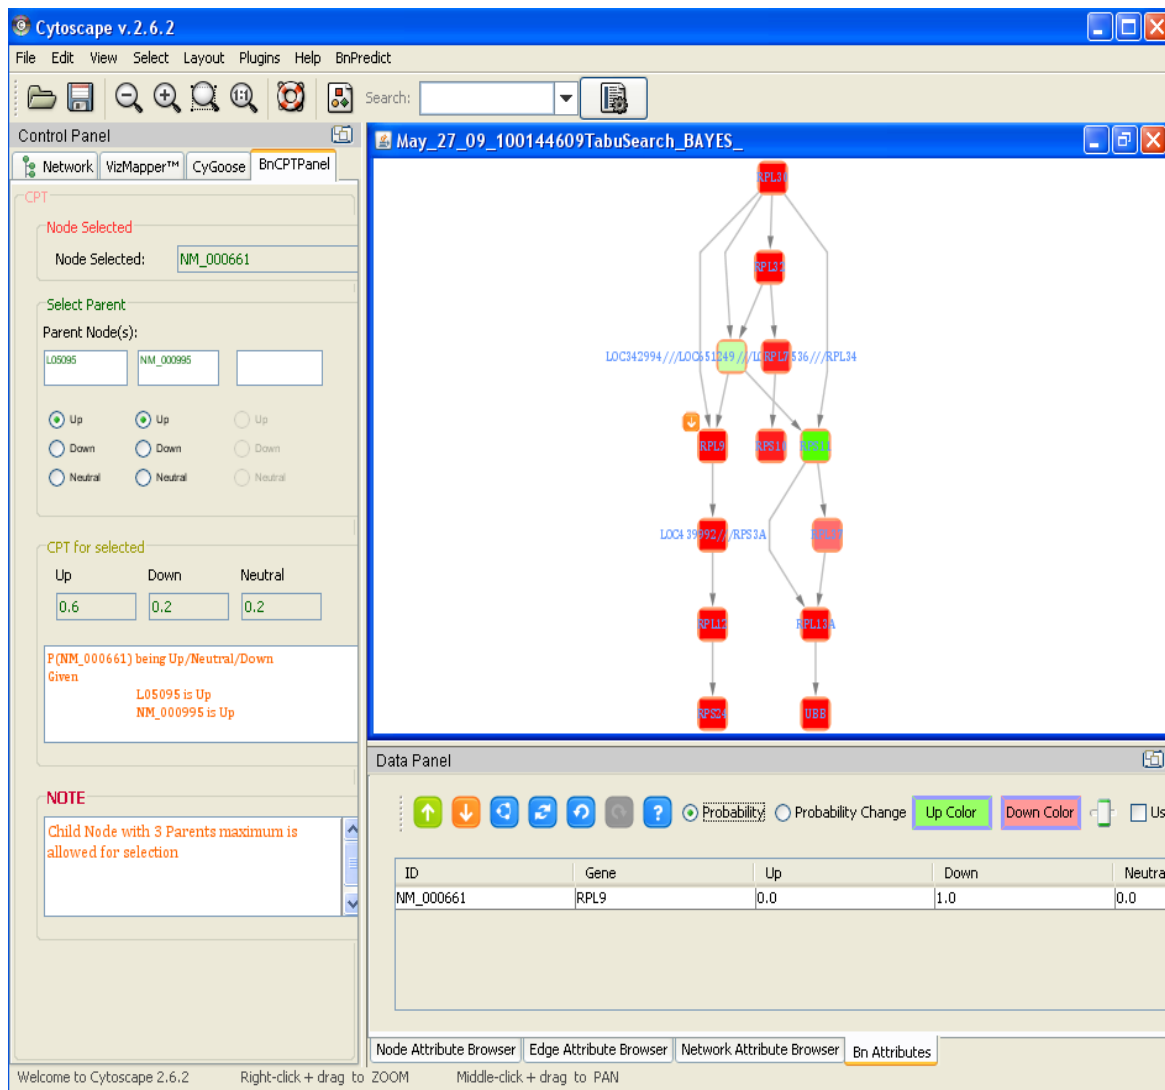 Cytoscape v.2.6.2
File Edit View Select Layout Plugins Help BnPredict
Search:
Control Panel
Network VizMapper™ CyGoose BnCPTPanel
CPT
Node Selected
Node Selected: NM_000661
Select Parent
Parent Node(s):
L05095 NM_000995
Up Up Up
Down Down Down
Neutral Neutral Neutral
CPT for selected
Up Down Neutral
0.6 0.2 0.2
P(NM_000661) being Up/Neutral/Down
Given
L05095 is Up
NM_000995 is Up
NOTE
Child Node with 3 Parents maximum is
allowed for selection
May_27_09_100144609TabuSearch_BAYES_
RPL32
LOC342994///LOC651249///
536///RPL34
RPL9 RPS10 RPS11
LOC439992///RPS3A RPL37
RPL12 RPL13A
RPS24 UBB
Data Panel
? Probability Probability Change Up Color Down Color Us
ID Gene Up Down Neutra
NM_000661 RPL9 0.0 1.0 0.0
Node Attribute Browser Edge Attribute Browser Network Attribute Browser Bn Attributes
Welcome to Cytoscape 2.6.2 Right-click + drag to ZOOM Middle-click + drag to PAN